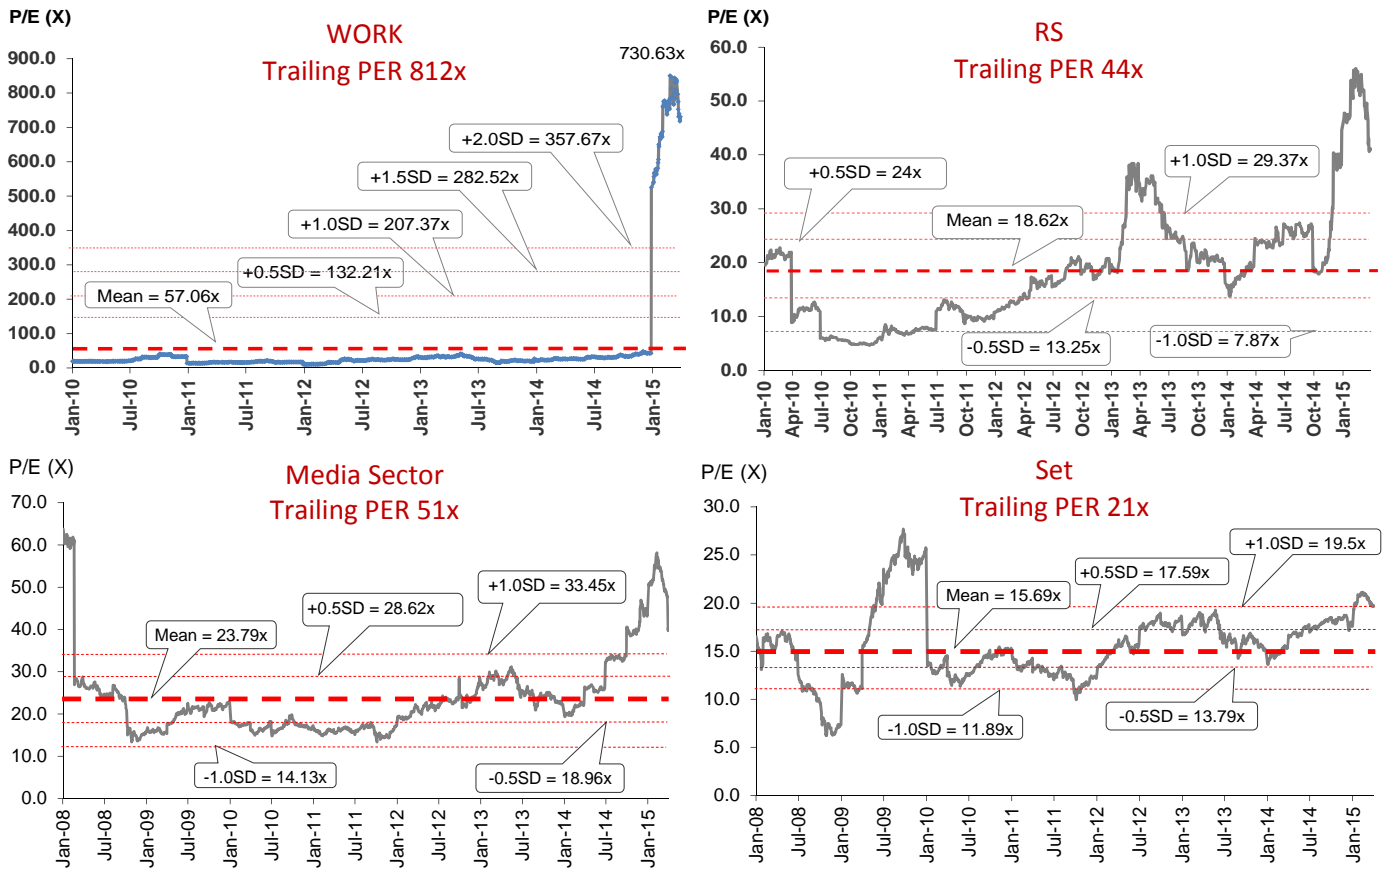 P/E (X)
WORK
Trailing PER 812x
730.63x
900.0
800.0
700.0
600.0
500.0
400.0
300.0
200.0
100.0
0.0
+2.0SD = 357.67x
+1.5SD = 282.52x
+1.0SD = 207.37x
+0.5SD = 132.21x
Mean = 57.06x
Jan-10
Jul-10
Jan-11
Jul-11
Jan-12
Jul-12
Jan-13
Jul-13
Jan-14
Jul-14
Jan-15
P/E (X)
RS
Trailing PER 44x
60.0
50.0
40.0
30.0
20.0
10.0
0.0
+0.5SD = 24x
+1.0SD = 29.37x
Mean = 18.62x
-0.5SD = 13.25x
-1.0SD = 7.87x
Jan-10
Apr-10
Jul-10
Oct-10
Jan-11
Apr-11
Jul-11
Oct-11
Jan-12
Apr-12
Jul-12
Oct-12
Jan-13
Apr-13
Jul-13
Oct-13
Jan-14
Apr-14
Jul-14
Oct-14
Jan-15
P/E (X)
Media Sector
Trailing PER 51x
70.0
60.0
50.0
40.0
30.0
20.0
10.0
0.0
+1.0SD = 33.45x
+0.5SD = 28.62x
Mean = 23.79x
-1.0SD = 14.13x
-0.5SD = 18.96x
Jan-08
Jul-08
Jan-09
Jul-09
Jan-10
Jul-10
Jan-11
Jul-11
Jan-12
Jul-12
Jan-13
Jul-13
Jan-14
Jul-14
Jan-15
P/E (X)
Set
Trailing PER 21x
30.0
25.0
20.0
15.0
10.0
5.0
0.0
+1.0SD = 19.5x
+0.5SD = 17.59x
Mean = 15.69x
-1.0SD = 11.89x
-0.5SD = 13.79x
Jan-08
Jul-08
Jan-09
Jul-09
Jan-10
Jul-10
Jan-11
Jul-11
Jan-12
Jul-12
Jan-13
Jul-13
Jan-14
Jul-14
Jan-15